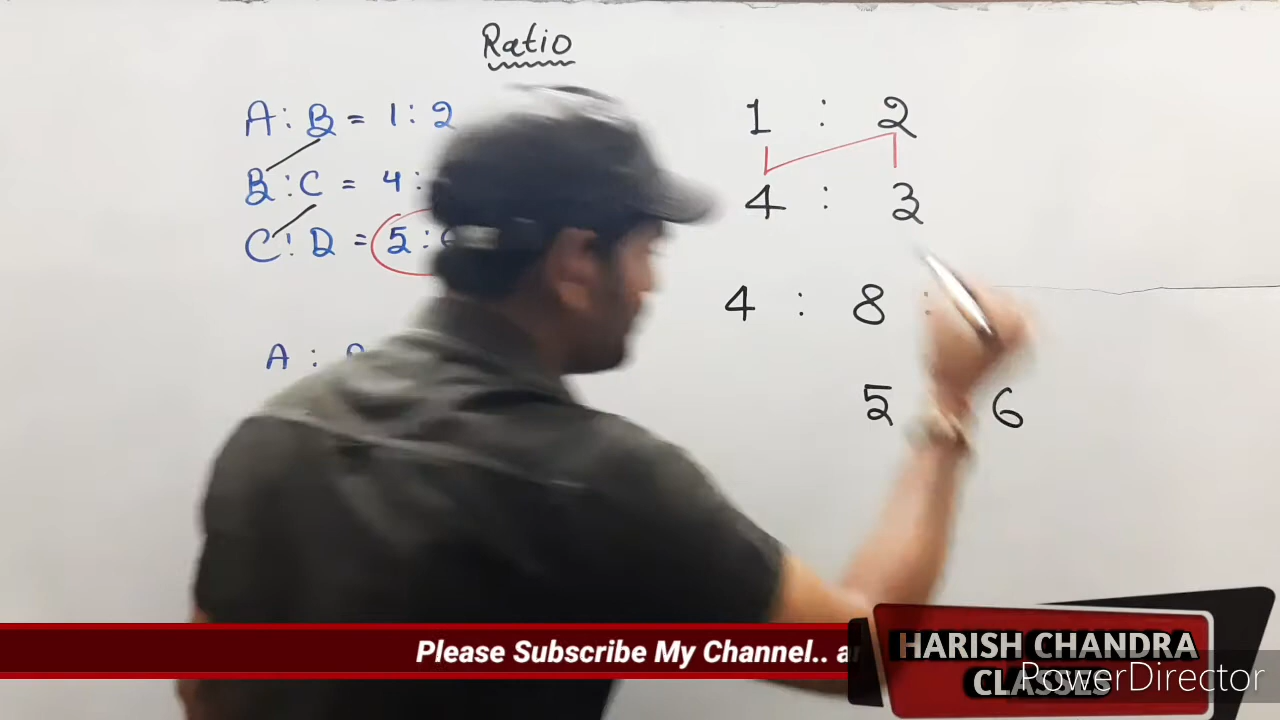 Ratio
A : B = 1 : 2
B : C = 4 :
C : D = 5 :
A :
1 : 2
4 : 3
4 : 8 :
5 6
Please Subscribe My Channel..
HARISH CHANDRA
CLASSES
PowerDirector